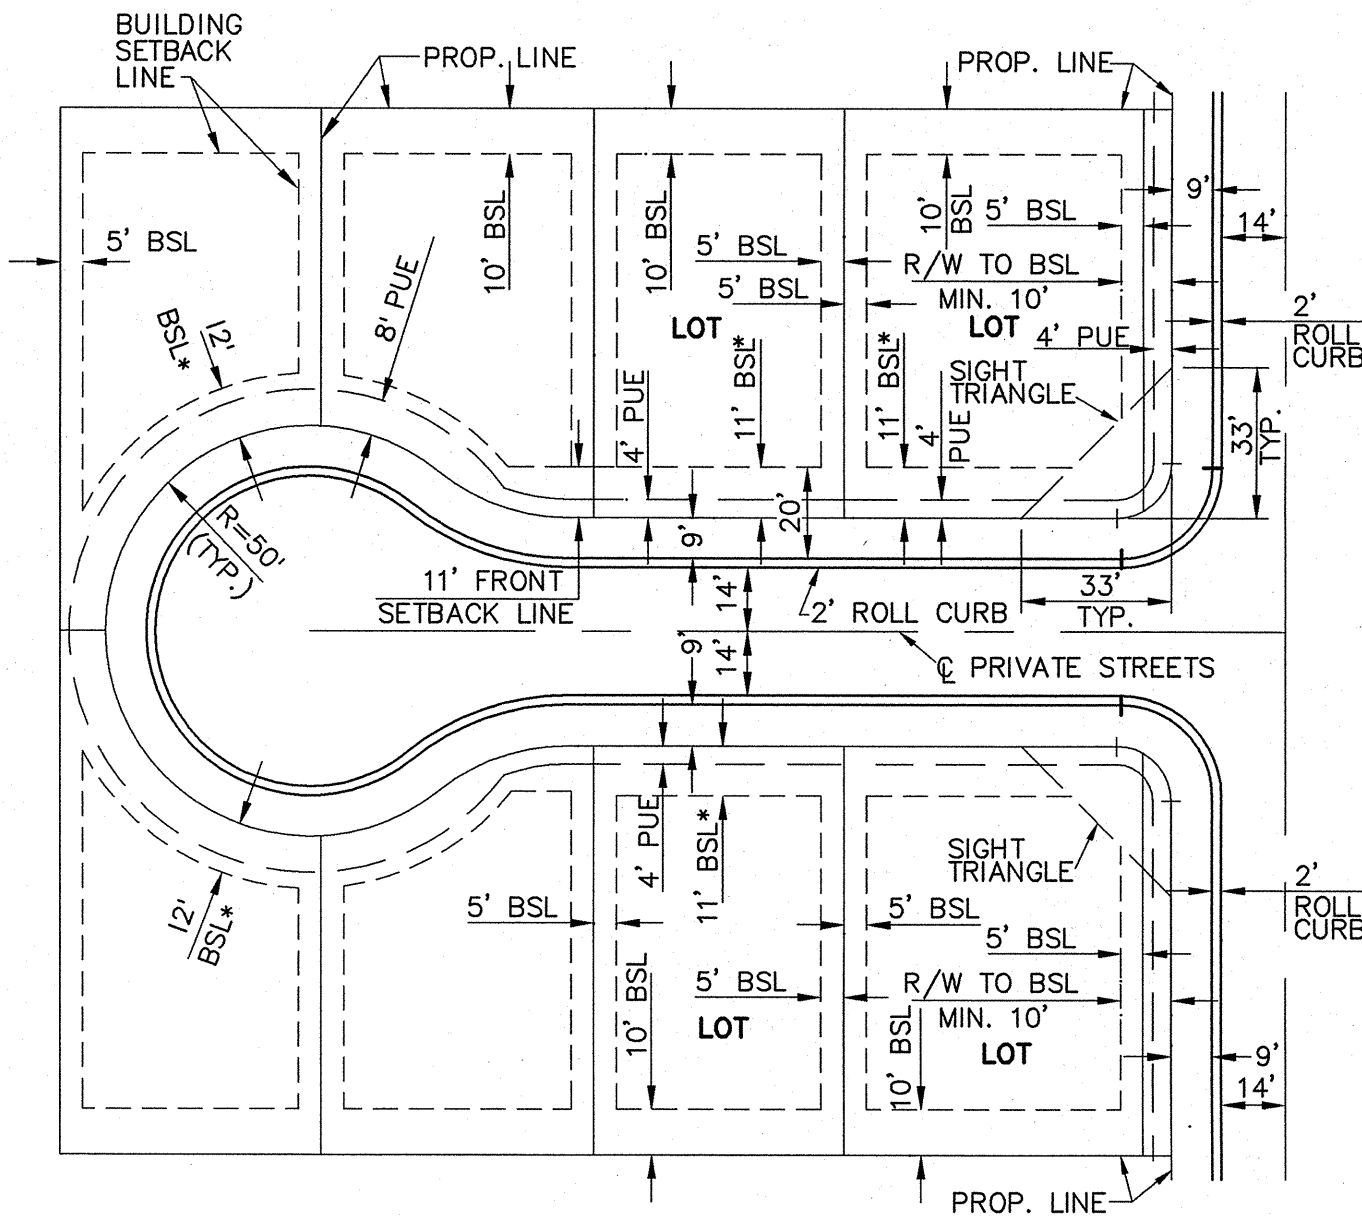 BUILDING
SETBACK
LINE
PROP. LINE
PROP. LINE
5' BSL
10' BSL
10' BSL
10'
BSL
9'
14'
5' BSL
5' BSL
5' BSL
R/W TO BSL
MIN. 10'
LOT
LOT
2'
ROLL
CURB
4' PUE
12'
BSL*
8' PUE
SIGHT
TRIANGLE
4' PUE
11' BSL*
11' BSL*
4'
PUE
33'
TYP.
R=50'
(TYP.)
9'
20'
11' FRONT
SETBACK LINE
14'
2' ROLL CURB
33'
TYP.
9'
14'
℄ PRIVATE STREETS
4' PUE
11' BSL*
SIGHT
TRIANGLE
12'
BSL*
5' BSL
5' BSL
2'
ROLL
CURB
5' BSL
10' BSL
5' BSL
R/W TO BSL
MIN. 10'
LOT
LOT
10' BSL
9'
14'
PROP. LINE